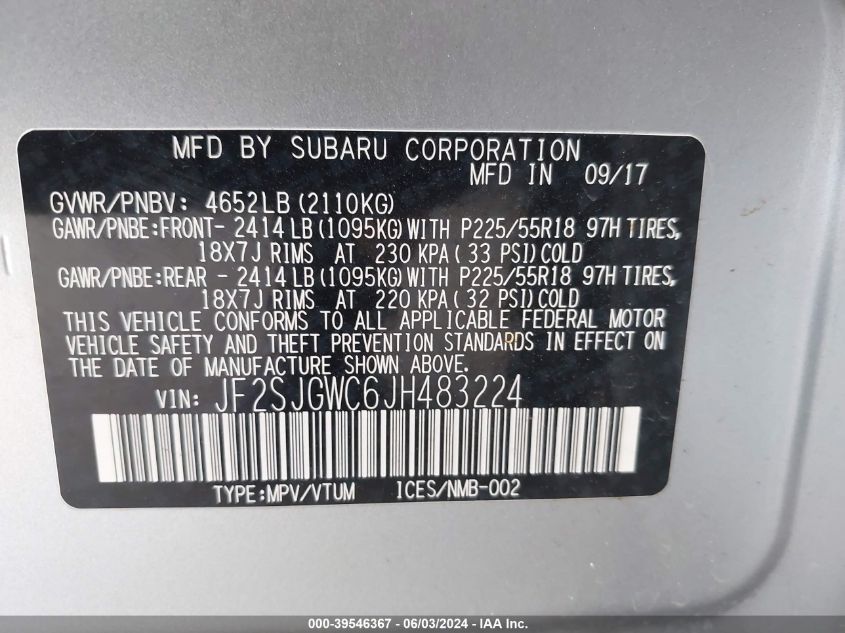 MFD BY SUBARU CORPORATION
MFD IN 09/17
GVWR/PNBV: 4652LB(2110KG)
GAWR/PNBE:FRONT- 2414LB(1095KG)WITH P225/55R18 97H TIRES,
18X7J RIMS AT 230 KPA(33 PSI)COLD
GAWR/PNBE:REAR - 2414LB(1095KG)WITH P225/55R18 97H TIRES,
18X7J RIMS AT 220 KPA(32 PSI)COLD
THIS VEHICLE CONFORMS TO ALL APPLICABLE FEDERAL MOTOR
VEHICLE SAFETY AND THEFT PREVENTION STANDARDS IN EFFECT ON
THE DATE OF MANUFACTURE SHOWN ABOVE.
VIN: JF2SJGWC6JH483224
TYPE:MPV/VTUM ICES/NMB-002
000-39546367 - 06/03/2024 - IAA Inc.